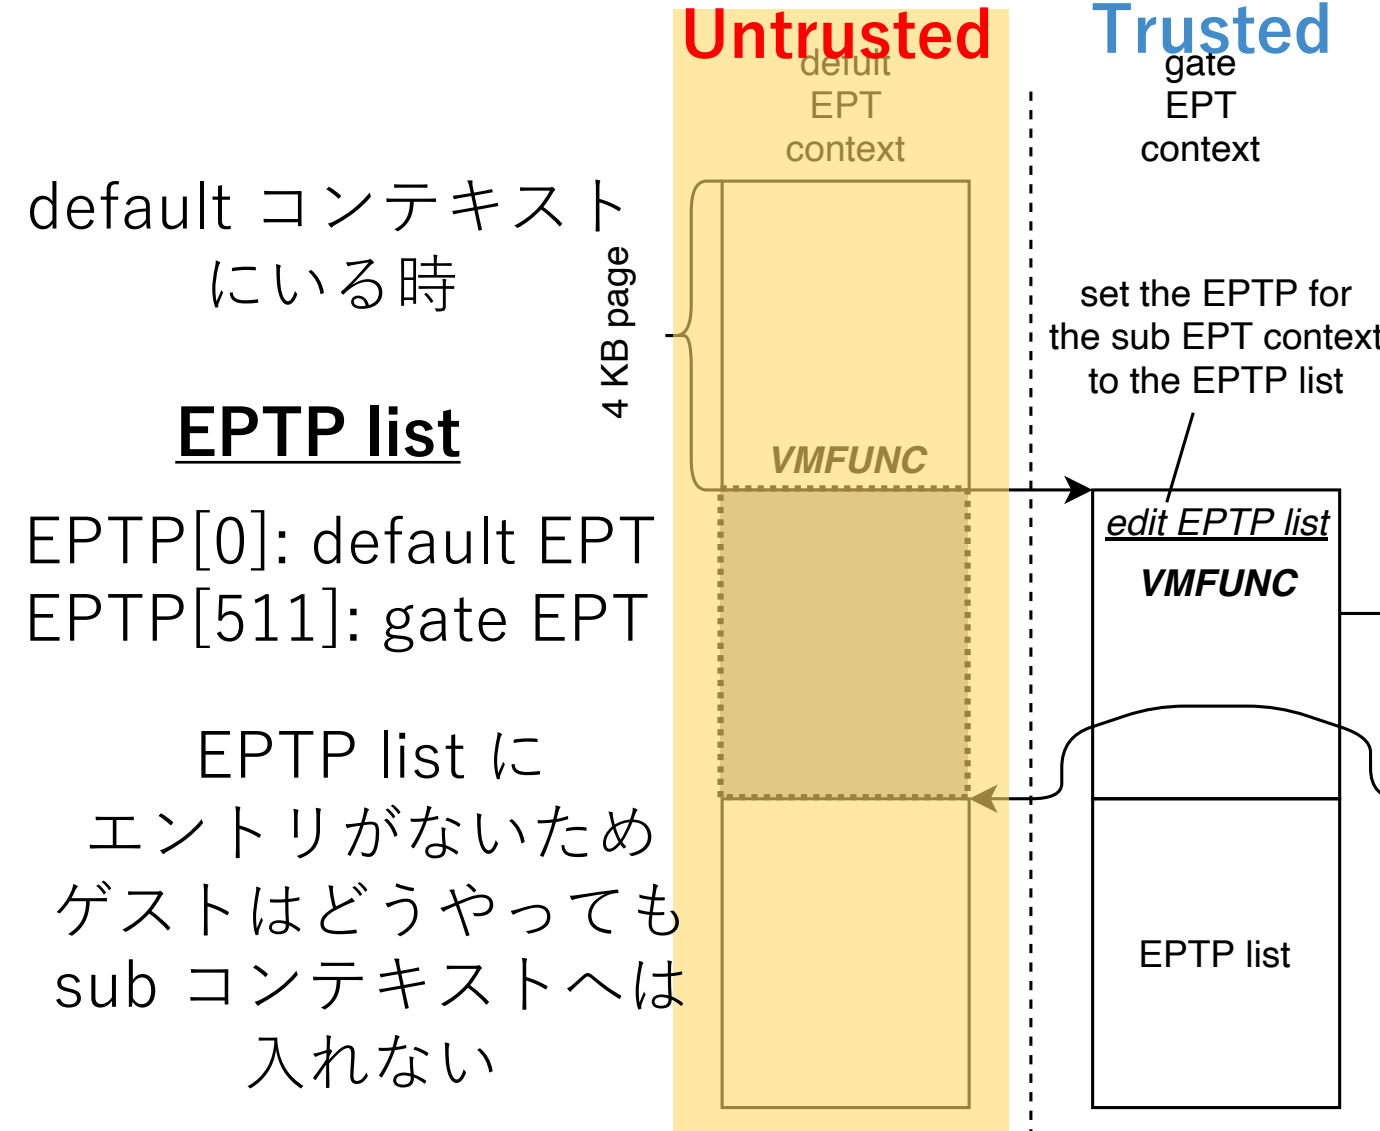 Untrusted
Trusted
defult
EPT
context
gate
EPT
context
default コンテキスト
にいる時
4 KB page
set the EPTP for
the sub EPT context
to the EPTP list
EPTP list
VMFUNC
edit EPTP list
VMFUNC
EPTP[0]: default EPT
EPTP[511]: gate EPT
EPTP list に
エントリがないため
ゲストはどうやっても
sub コンテキストへは
入れない
EPTP list